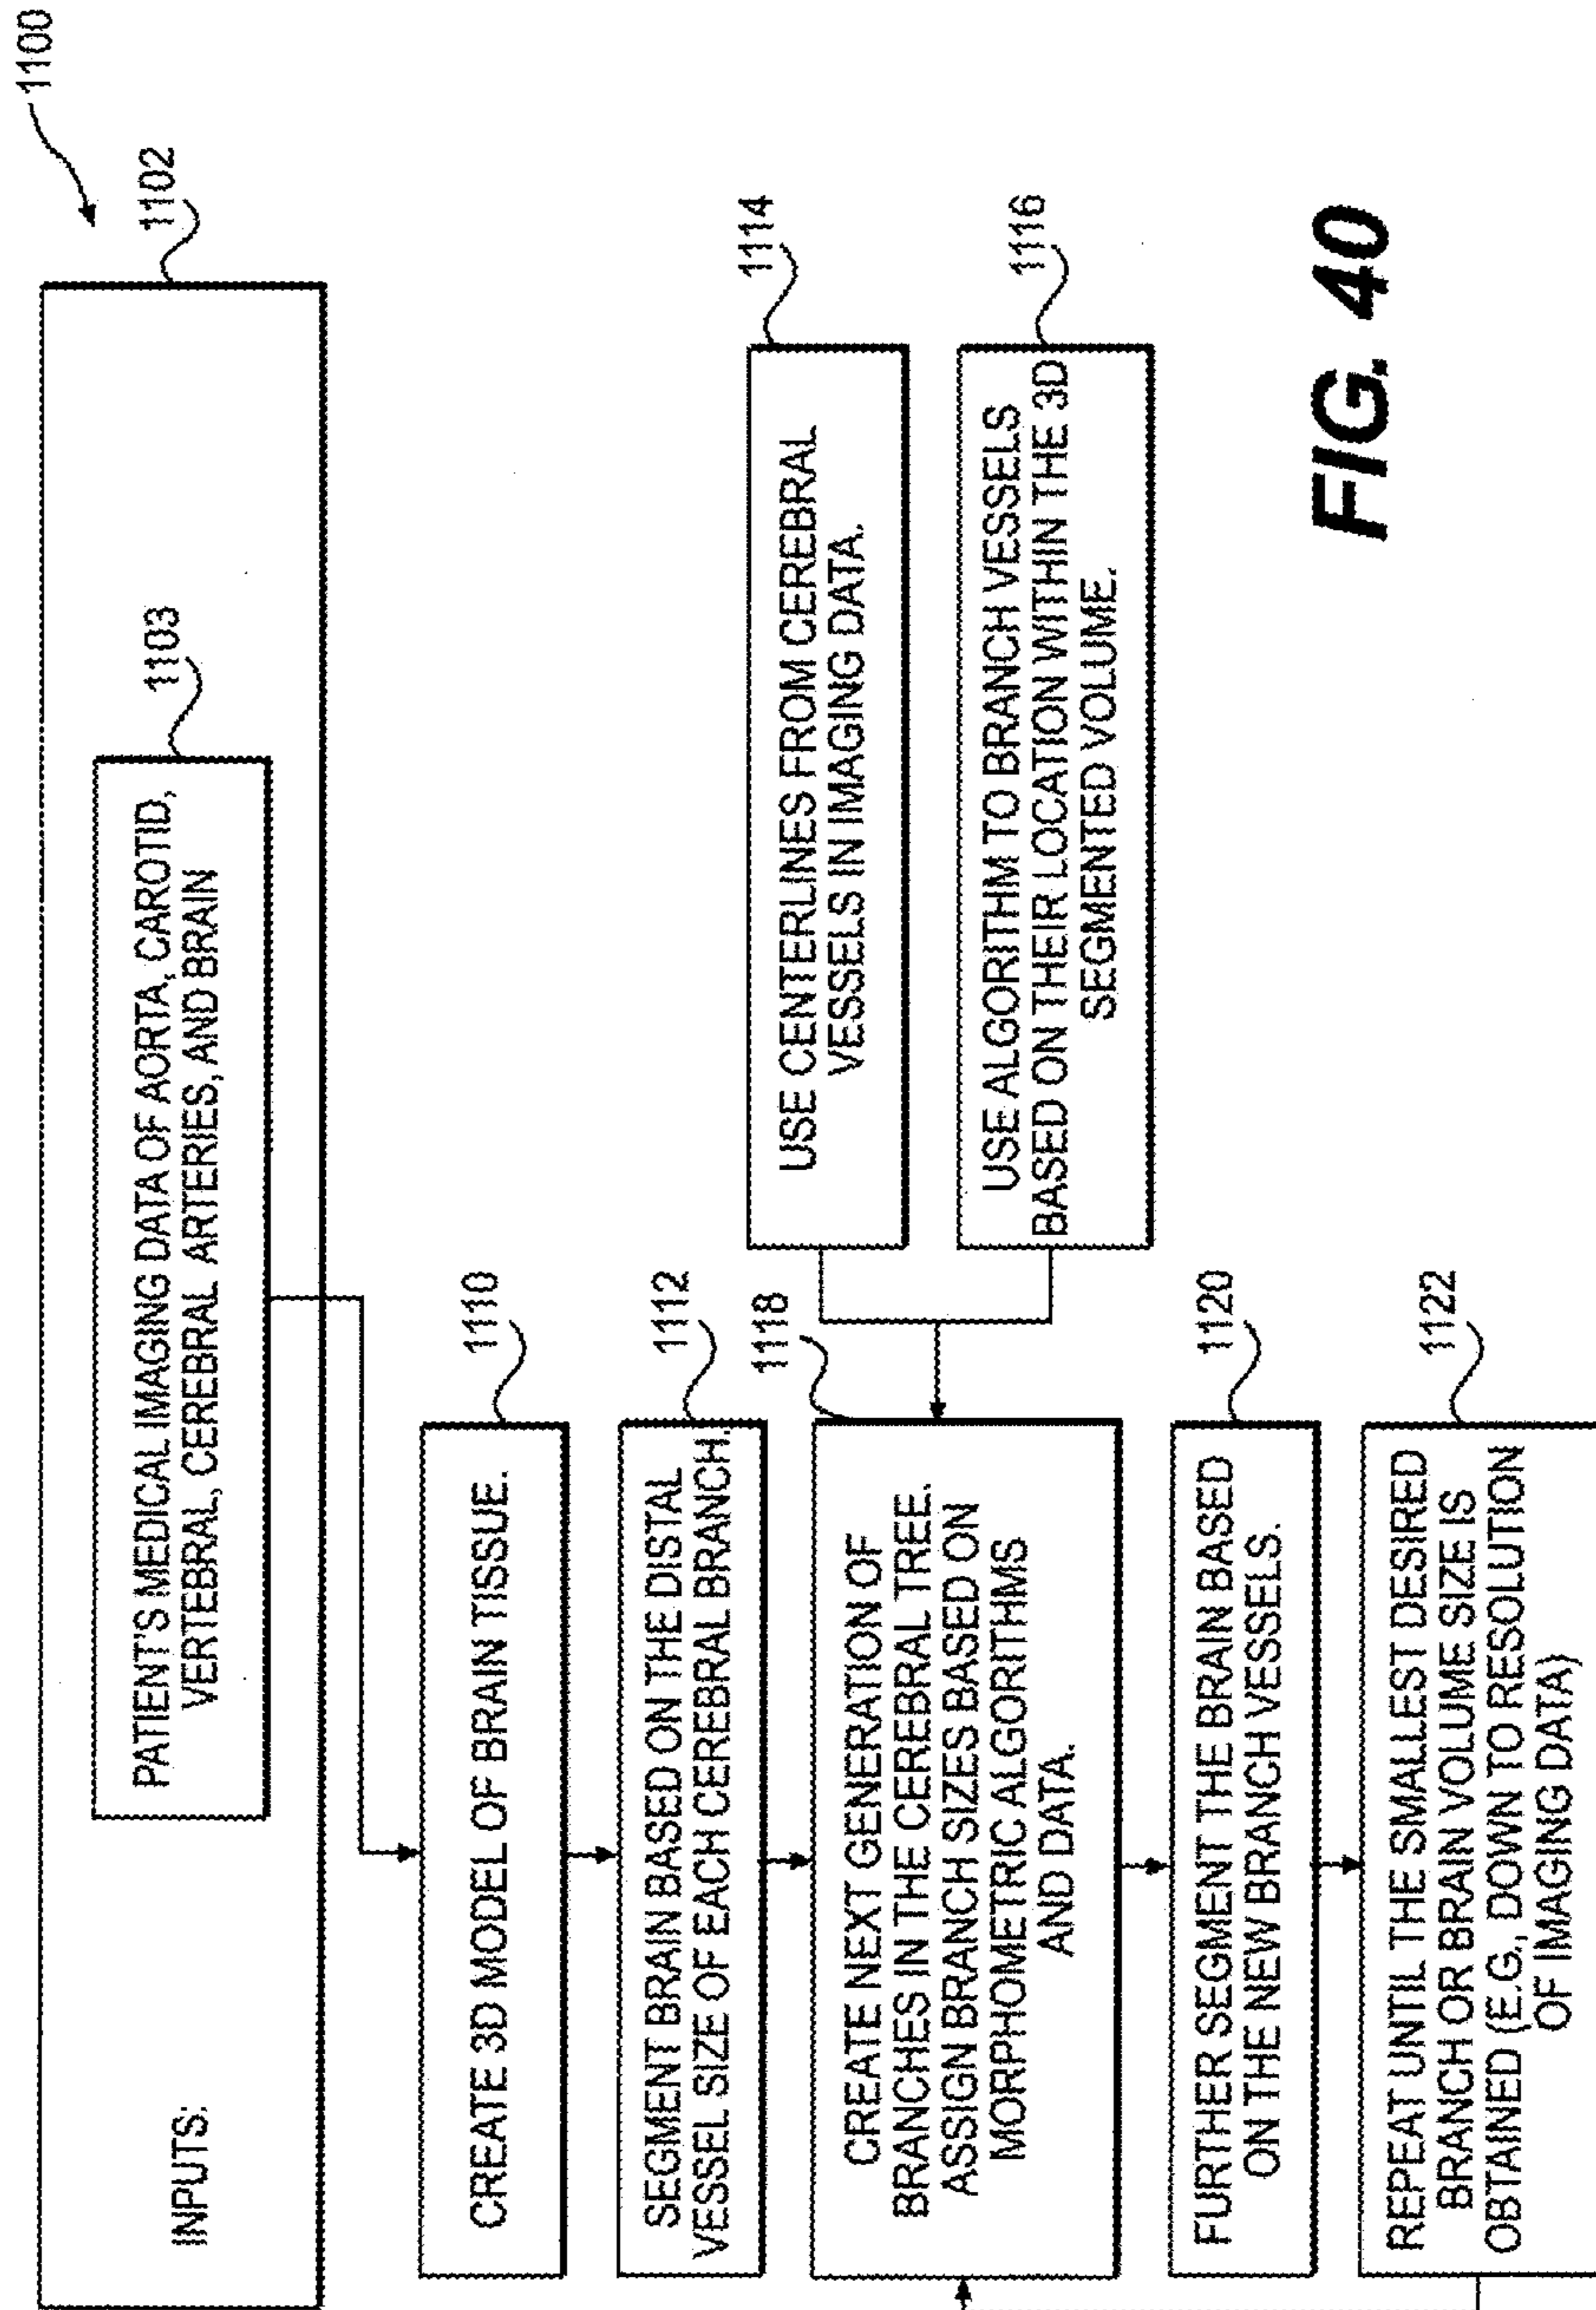 1100
1102
INPUTS:
1103
PATIENT'S MEDICAL IMAGING DATA OF AORTA, CAROTID,
VERTEBRAL, CEREBRAL ARTERIES, AND BRAIN
1110
CREATE 3D MODEL OF BRAIN TISSUE.
1112
SEGMENT BRAIN BASED ON THE DISTAL
VESSEL SIZE OF EACH CEREBRAL BRANCH.
1114
USE CENTERLINES FROM CEREBRAL
VESSELS IN IMAGING DATA.
1118
CREATE NEXT GENERATION OF
BRANCHES IN THE CEREBRAL TREE.
ASSIGN BRANCH SIZES BASED ON
MORPHOMETRIC ALGORITHMS
AND DATA.
1116
USE ALGORITHM TO BRANCH VESSELS
BASED ON THEIR LOCATION WITHIN THE 3D
SEGMENTED VOLUME.
1120
FURTHER SEGMENT THE BRAIN BASED
ON THE NEW BRANCH VESSELS.
1122
REPEAT UNTIL THE SMALLEST DESIRED
BRANCH OR BRAIN VOLUME SIZE IS
OBTAINED (E.G., DOWN TO RESOLUTION
OF IMAGING DATA)
FIG. 40